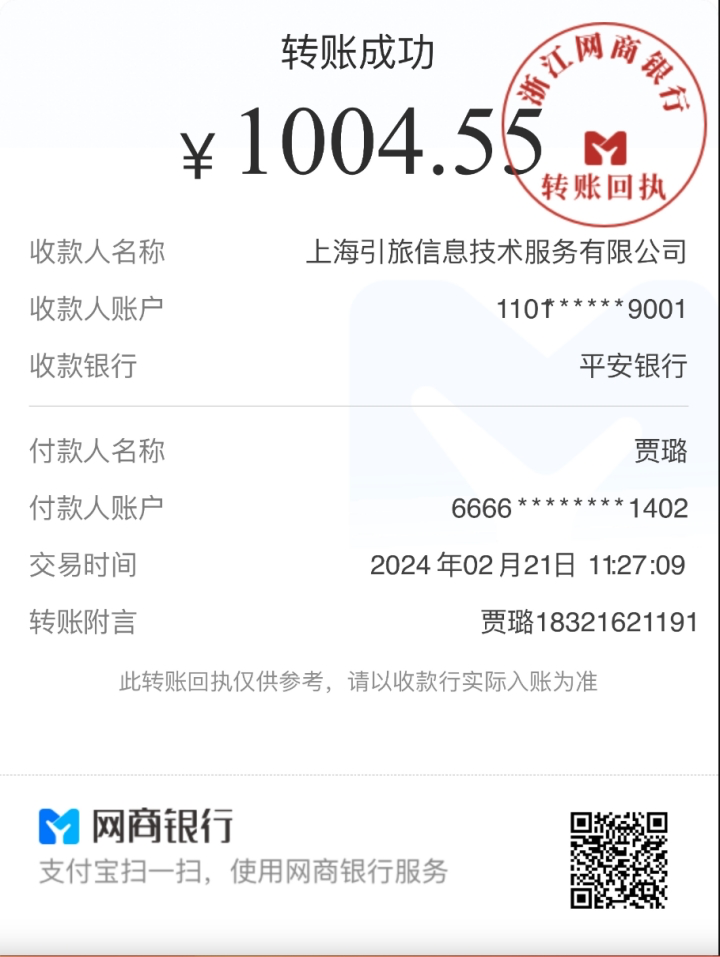 转账成功
浙江网商银行
¥1004.55
转账回执
收款人名称 上海引旅信息技术服务有限公司
收款人账户 1101******9001
收款银行 平安银行
付款人名称 贾璐
付款人账户 6666********1402
交易时间 2024年02月21日 11:27:09
转账附言 贾璐18321621191
此转账回执仅供参考，请以收款行实际入账为准
网商银行
支付宝扫一扫，使用网商银行服务